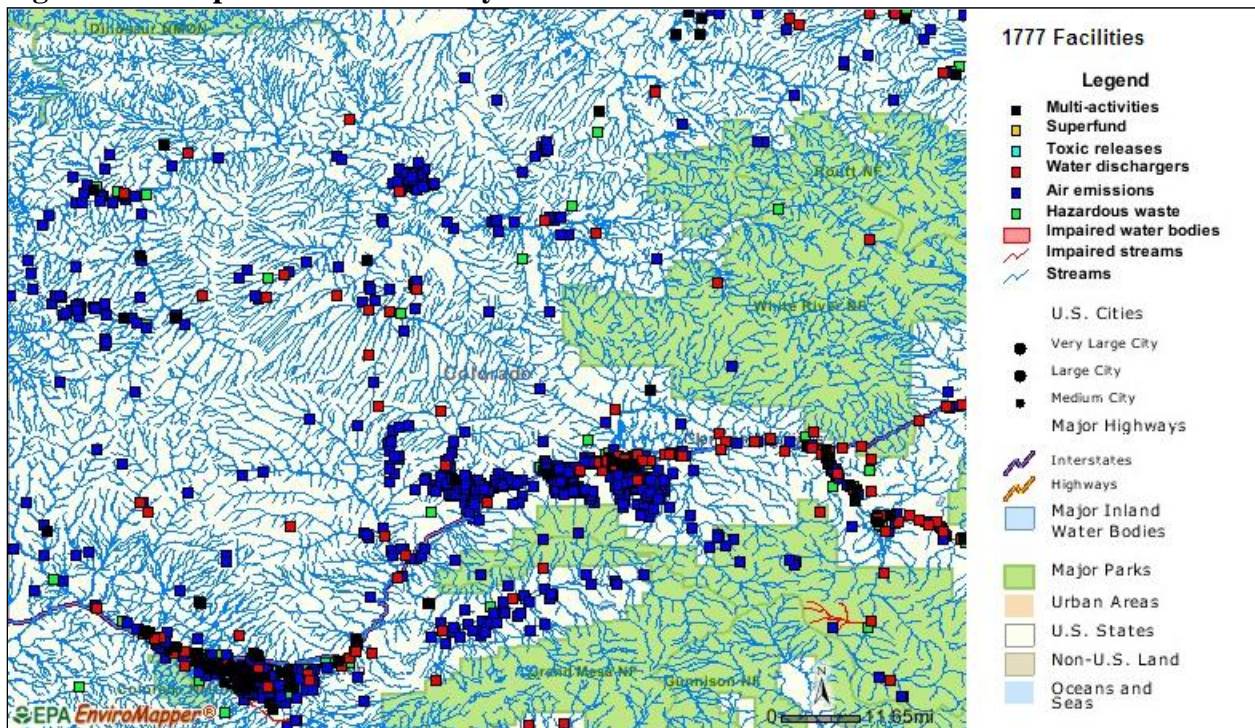 Dinosaur NMON
Routt NF
White River NF
Colorado
Grand Mesa NF
Gunnison NF
N
EPA EnviroMapper®
0 11.65mi
1777 Facilities
Legend
Multi-activities
Superfund
Toxic releases
Water dischargers
Air emissions
Hazardous waste
Impaired water bodies
Impaired streams
Streams
U.S. Cities
Very Large City
Large City
Medium City
Major Highways
Interstates
Highways
Major Inland
Water Bodies
Major Parks
Urban Areas
U.S. States
Non-U.S. Land
Oceans and
Seas